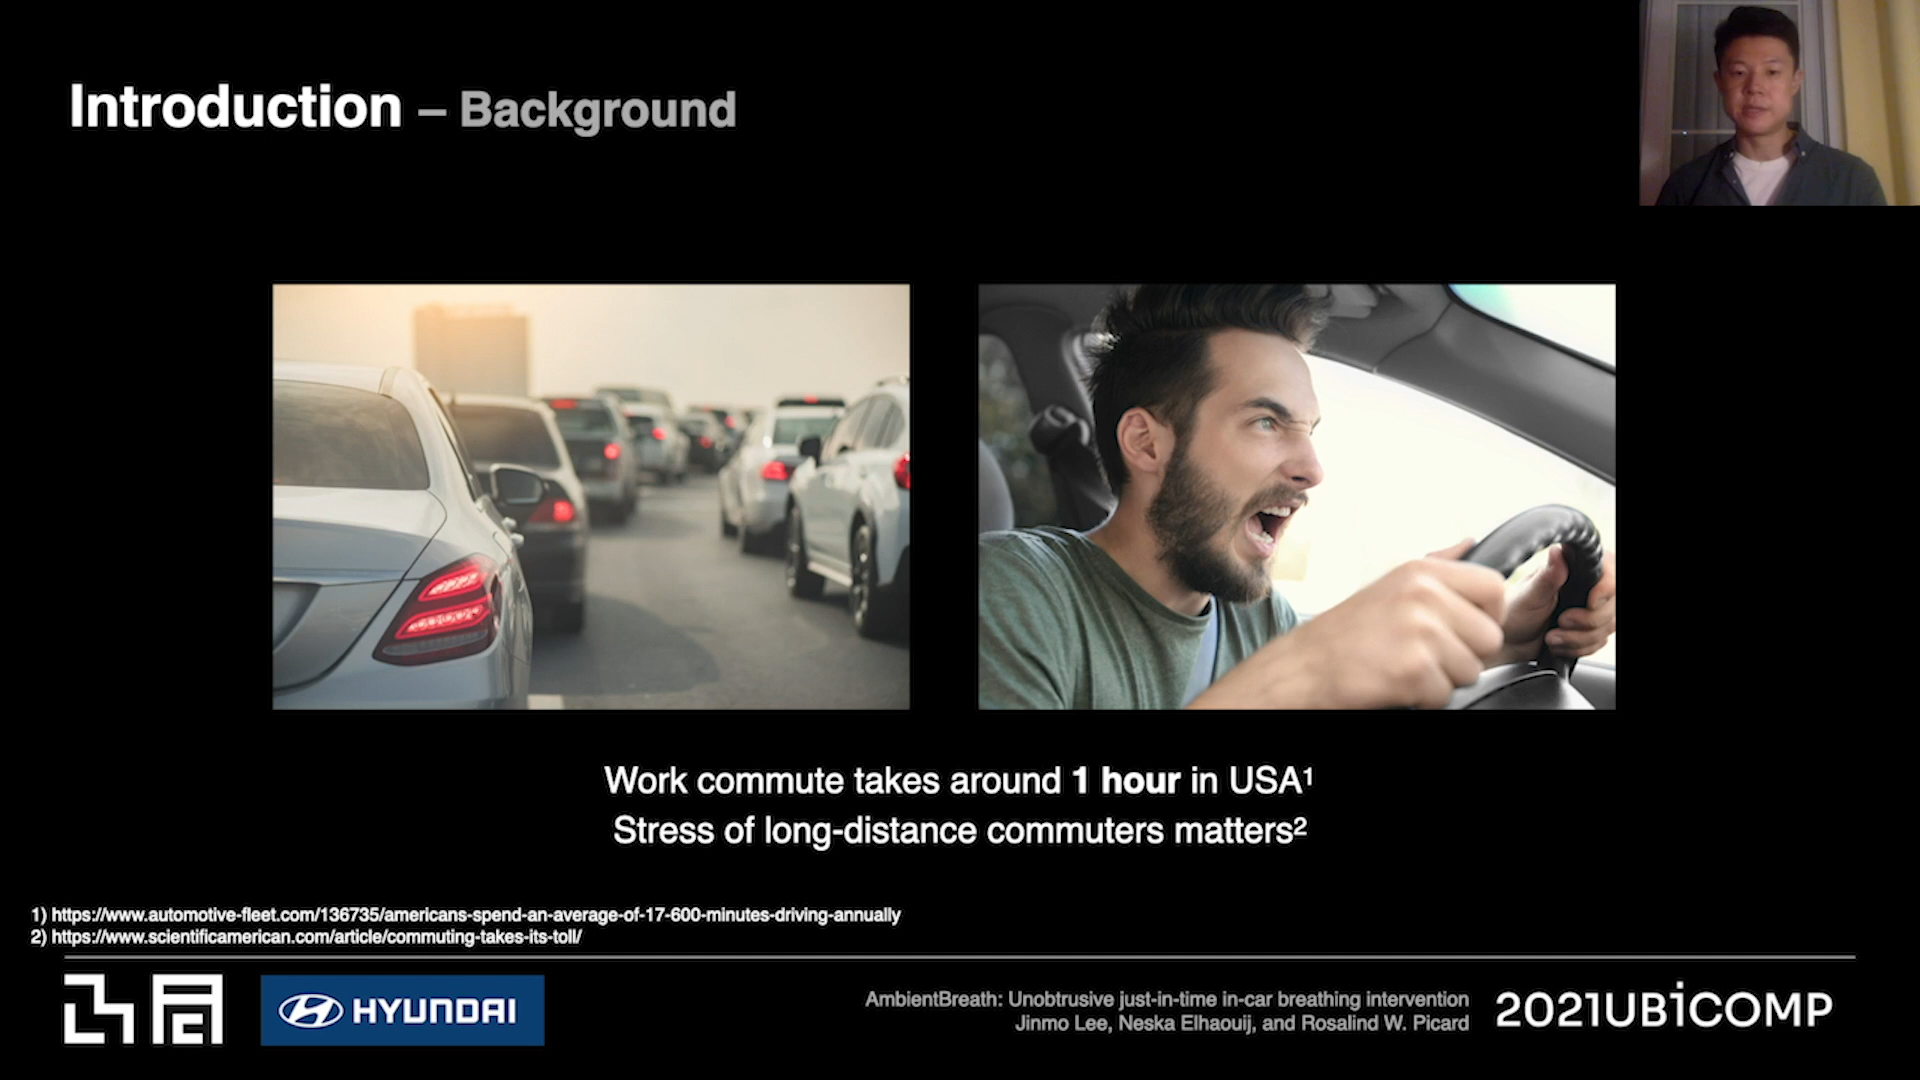 Introduction – Background
Work commute takes around 1 hour in USA¹
Stress of long-distance commuters matters²
1) https://www.automotive-fleet.com/136735/americans-spend-an-average-of-17-600-minutes-driving-annually
2) https://www.scientificamerican.com/article/commuting-takes-its-toll/
HYUNDAI
AmbientBreath: Unobtrusive just-in-time in-car breathing intervention
Jinmo Lee, Neska Elhaouij, and Rosalind W. Picard
2021UBiCOMP